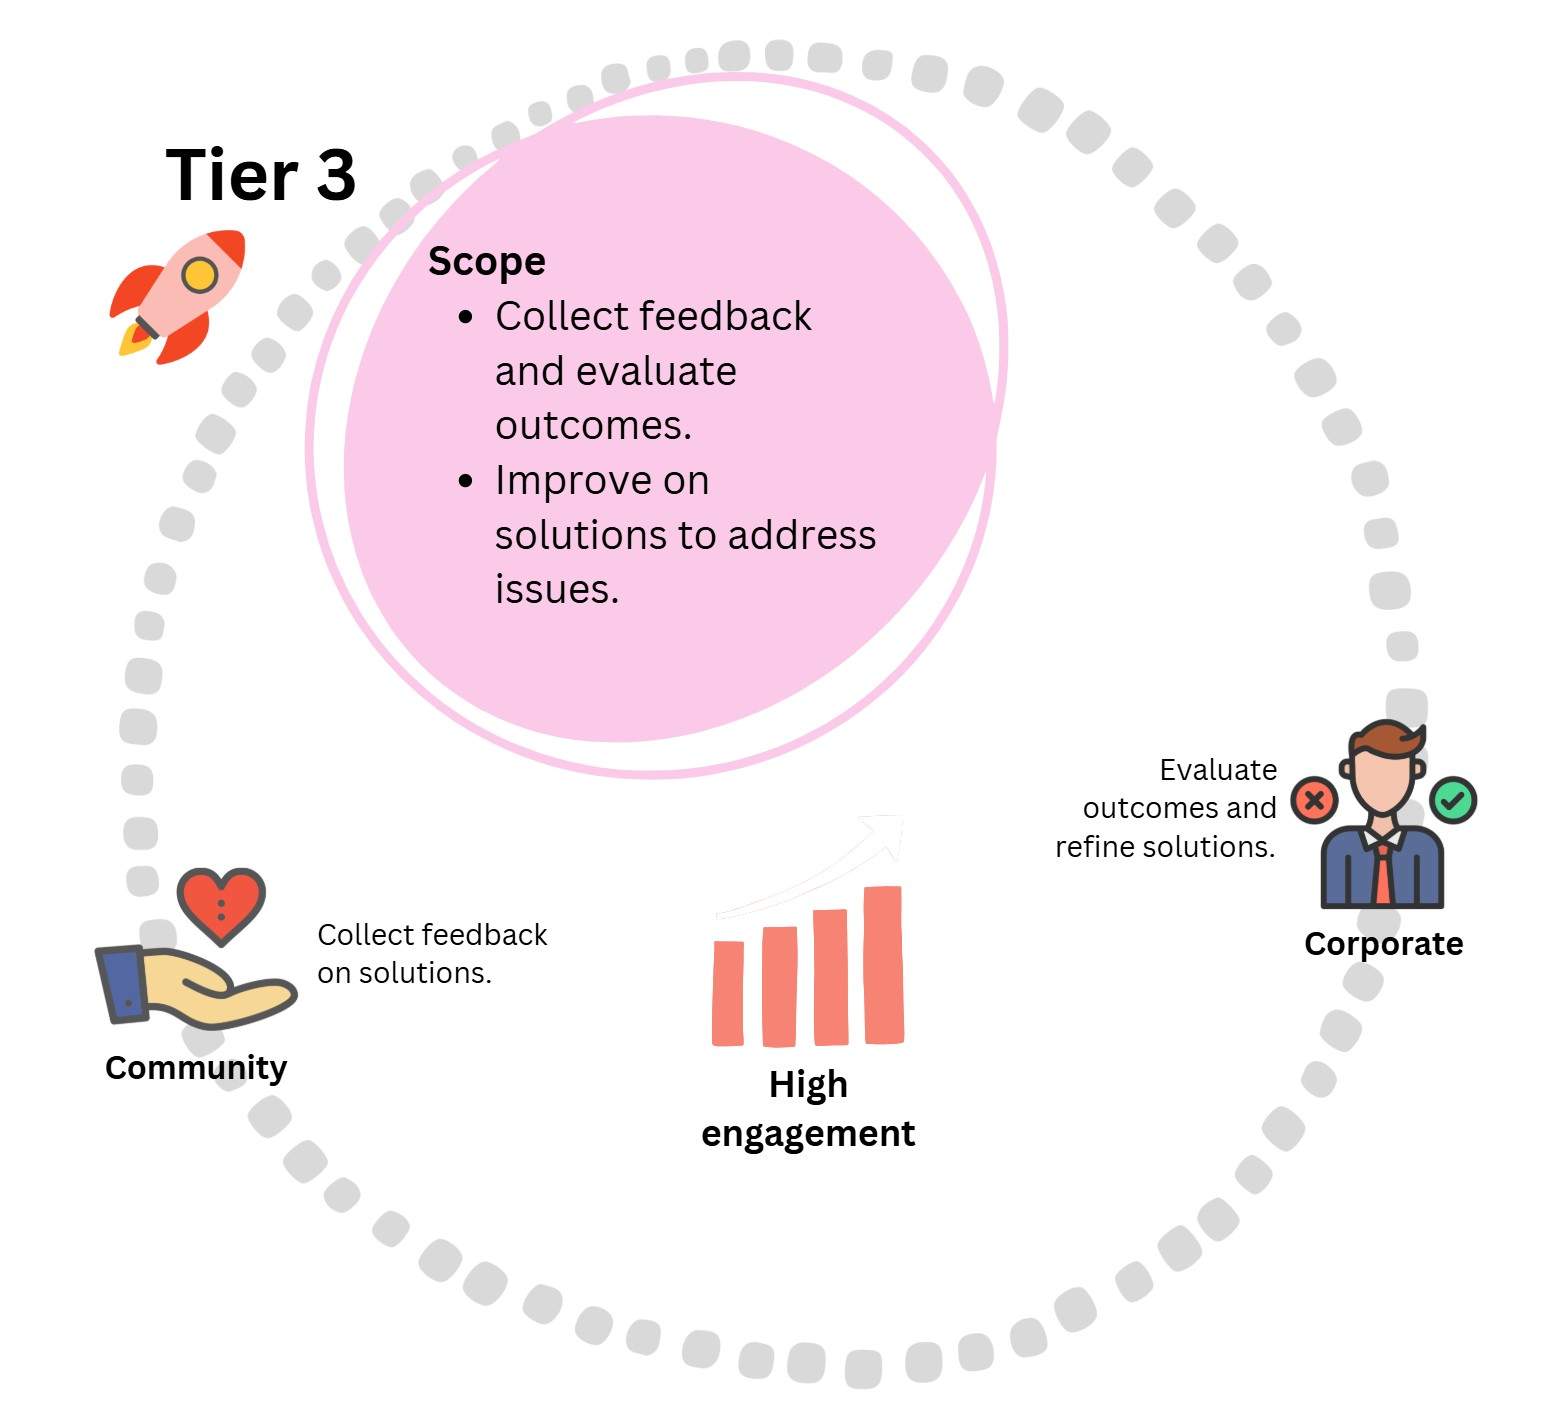 Tier 3
Scope
• Collect feedback
and evaluate
outcomes.
• Improve on
solutions to address
issues.
Evaluate
outcomes and
refine solutions.
Corporate
Collect feedback
on solutions.
Community
High
engagement